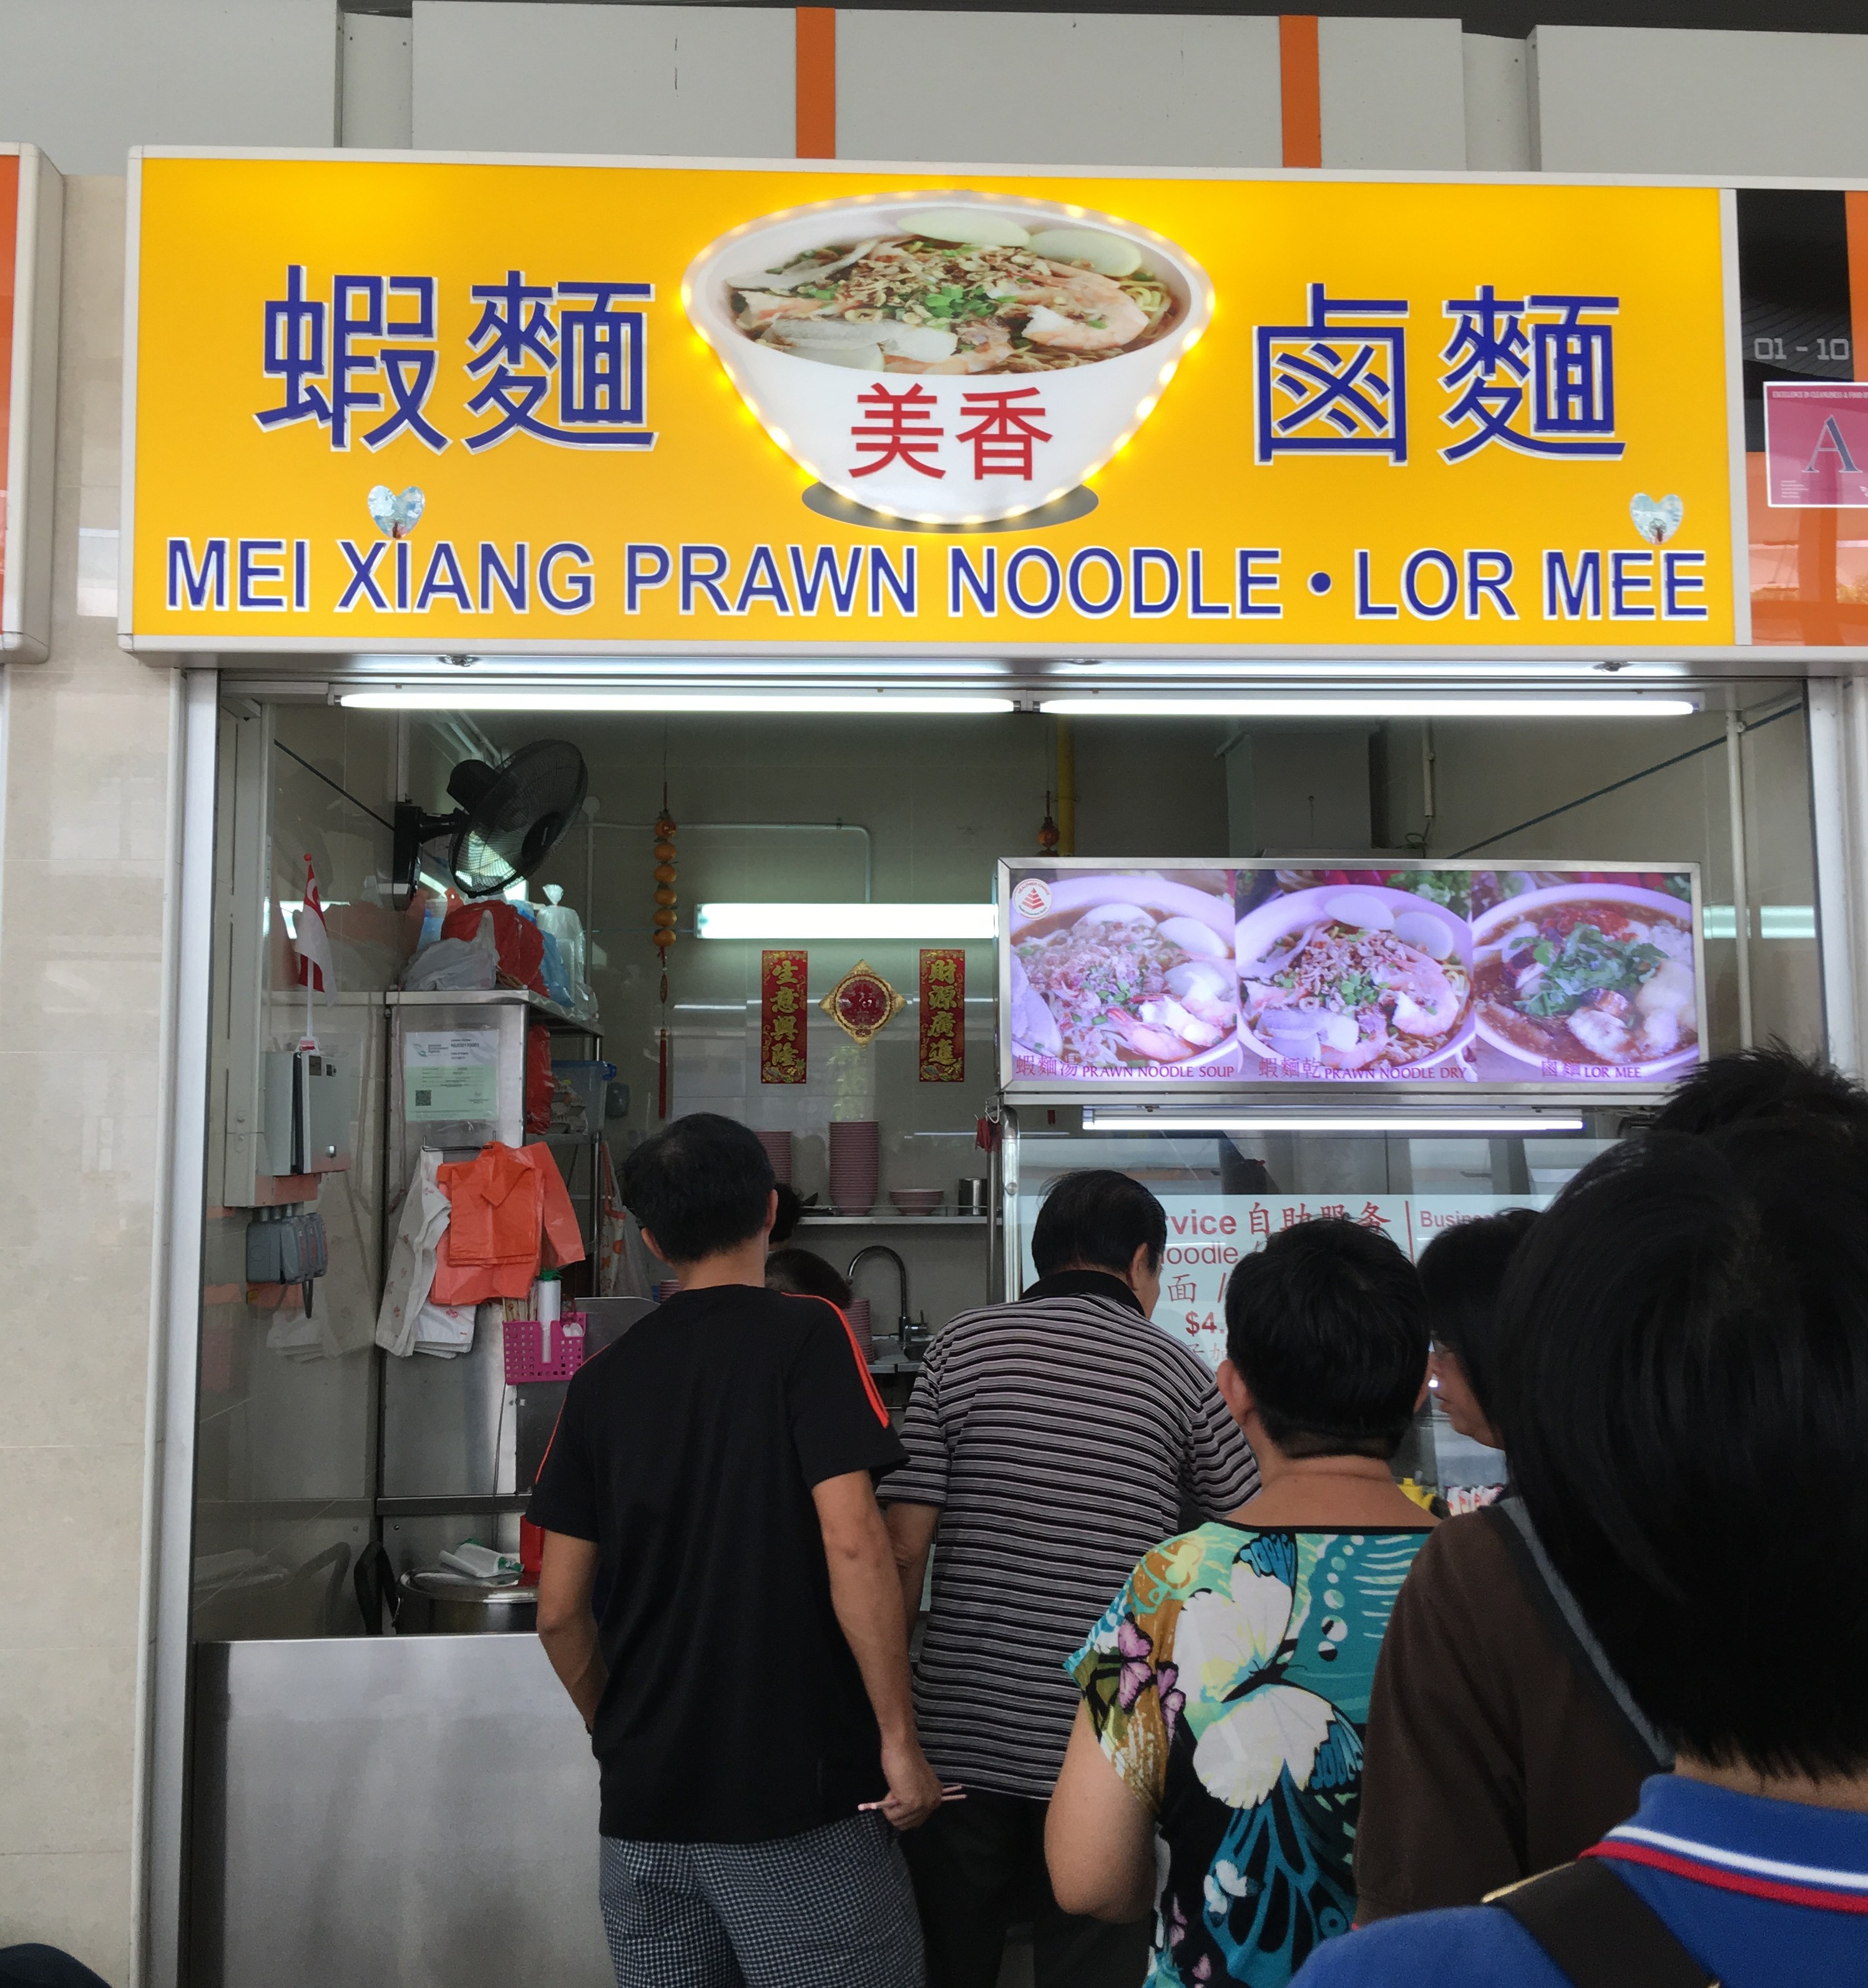 蝦麵
美香
鹵麵
MEI XIANG PRAWN NOODLE • LOR MEE
01 - 10
A
生意興隆
財源廣進
蝦麵湯 PRAWN NOODLE SOUP
蝦麵乾 PRAWN NOODLE DRY
鹵麵 LOR MEE
自助服务
面 /
$4.